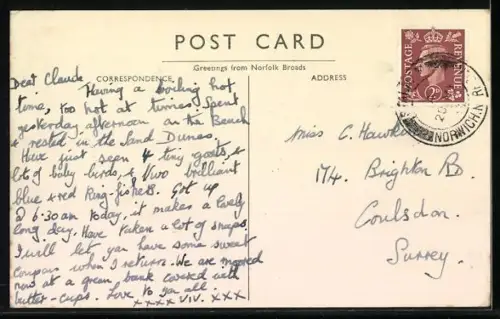 POST CARD
Greetings from Norfolk Broads
CORRESPONDENCE
ADDRESS
Dear Claude
Having a boiling hot
time, too hot at times! Spent
yesterday afternoon on the Beach
& rested in the Sand Dunes.
Have just seen 4 tiny goats, &
lots of baby birds, & two brilliant
blue & red King-fishers. Got up
@ 6.30am today, it makes a lovely
long day. Have taken a lot of snaps.
I will let you have some sweet
coupons when I return. We are moored
now at a green bank covered with
butter-cups. Love to you all.
xxxx VIV. xxx
Miss C.
174. Brighton Rd.
Coulsdon.
Surrey.
POSTAGE
REVENUE
2D
NORWICH.